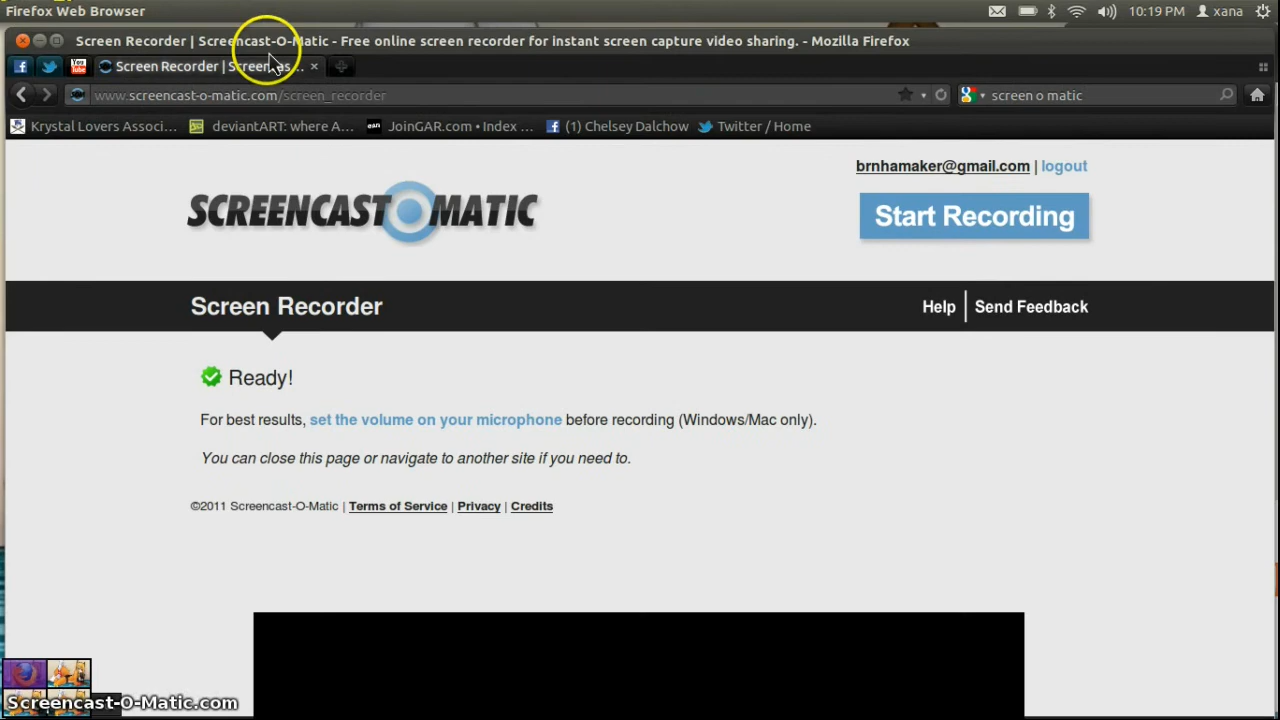 Firefox Web Browser 10:19 PM xana
Screen Recorder | Screencast-O-Matic - Free online screen recorder for instant screen capture video sharing. - Mozilla Firefox
Screen Recorder | Screencas...
www.screencast-o-matic.com/screen_recorder screen o matic
Krystal Lovers Associ... deviantART: where A... JoinGAR.com • Index ... (1) Chelsey Dalchow Twitter / Home
brnhamaker@gmail.com | logout
SCREENCAST O MATIC
Start Recording
Screen Recorder Help Send Feedback
Ready!
For best results, set the volume on your microphone before recording (Windows/Mac only).
You can close this page or navigate to another site if you need to.
©2011 Screencast-O-Matic | Terms of Service | Privacy | Credits
Screencast-O-Matic.com